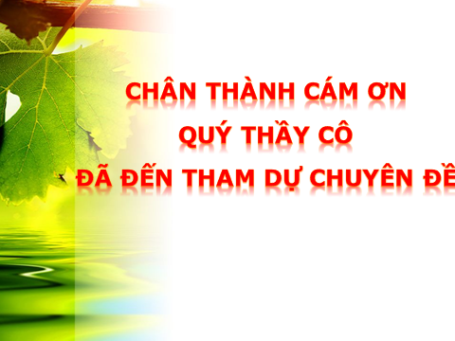 CHÂN THÀNH CÁM ƠN
QUÝ THẦY CÔ
ĐÃ ĐẾN THAM DỰ CHUYÊN ĐỀ